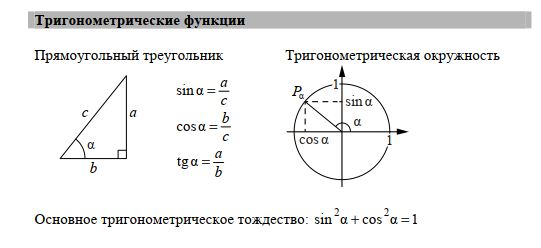 Тригонометрические функции
Прямоугольный треугольник
Тригонометрическая окружность
c
a
α
b
sin α = a/c
cos α = b/c
tg α = a/b
1
Pα
sin α
α
cos α
1
Основное тригонометрическое тождество: sin²α + cos²α = 1